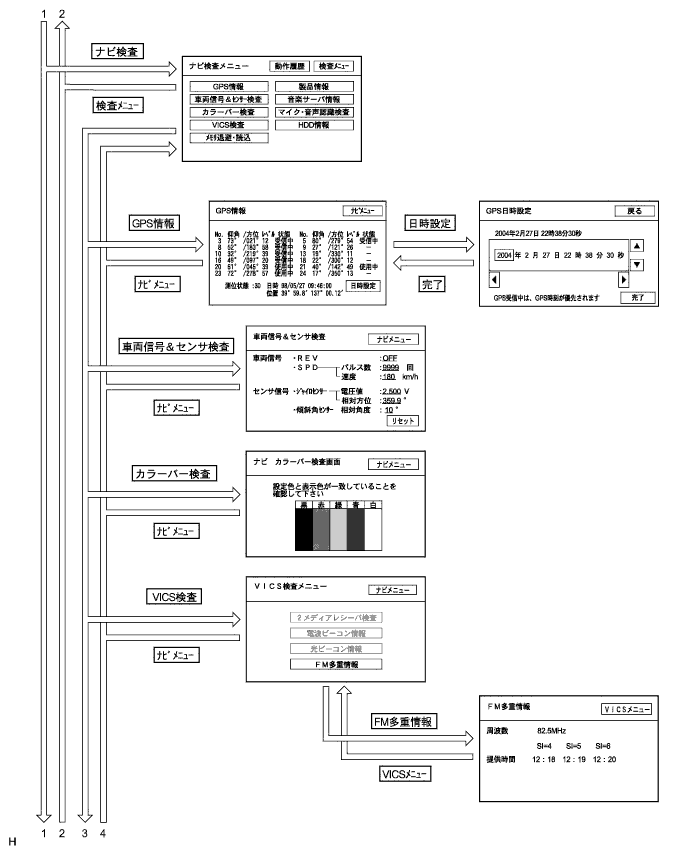 1 2
ナビ検査
ナビ検査メニュー 動作履歴 検査ﾒﾆｭｰ
GPS情報 製品情報
車両信号＆ｾﾝｻｰ検査 音楽サーバ情報
カラーバー検査 マイク・音声認識検査
VICS検査 HDD情報
ﾒﾓﾘ退避・読込
検査ﾒﾆｭｰ
GPS情報
GPS情報 ﾅﾋﾞﾒﾆｭｰ
No. 仰角 /方位 ﾚﾍﾞﾙ 状態 No. 仰角 /方位 ﾚﾍﾞﾙ 状態
3 73° /021° 12 受信中 5 80° /279° 54 受信中
8 52° /183° 58 受信中 9 27° /121° 26 －
10 32° /219° 39 受信中 13 19° /330° 11 －
16 49° /097° 20 受信中 18 22° /300° 12 －
20 61° /045° 39 使用中 21 40° /142° 49 使用中
23 72° /278° 57 使用中 24 17° /350° 13 －
測位状態 :3D 日時 08/05/27 09:46:00
位置 39° 59.8' 137° 00.12'
日時設定
ﾅﾋﾞﾒﾆｭｰ
日時設定
完了
GPS日時設定 戻る
2004年2月27日 22時38分30秒
2004 年 2 月 27 日 22 時 38 分 30 秒
GPS受信中は、GPS時刻が優先されます 完了
車両信号＆センサ検査
車両信号＆センサ検査 ナビメニュー
車両信号 ・ＲＥＶ :OFF
・ＳＰＤ パルス数 :9999 回
速度 :180 km/h
センサ信号 ・ｼﾞｬｲﾛｾﾝｻｰ 電圧値 :2.500 V
相対方位 :359.9 °
・傾斜角ｾﾝｻｰ 相対角度 : 10 °
リセット
ﾅﾋﾞﾒﾆｭｰ
カラーバー検査
ナビ カラーバー検査画面 ナビメニュー
設定色と表示色が一致していることを
確認して下さい
黒 赤 緑 青 白
ﾅﾋﾞﾒﾆｭｰ
VICS検査
ＶＩＣＳ検査メニュー ナビメニュー
２メディアレシーバ検査
電波ビーコン情報
光ビーコン情報
ＦＭ多重情報
ﾅﾋﾞﾒﾆｭｰ
FM多重情報
VICSﾒﾆｭｰ
ＦＭ多重情報 ＶＩＣＳメニュー
周波数 82.5MHz
SI=4 SI=5 SI=6
提供時間 12：18 12：19 12：20
1 2 3 4
H